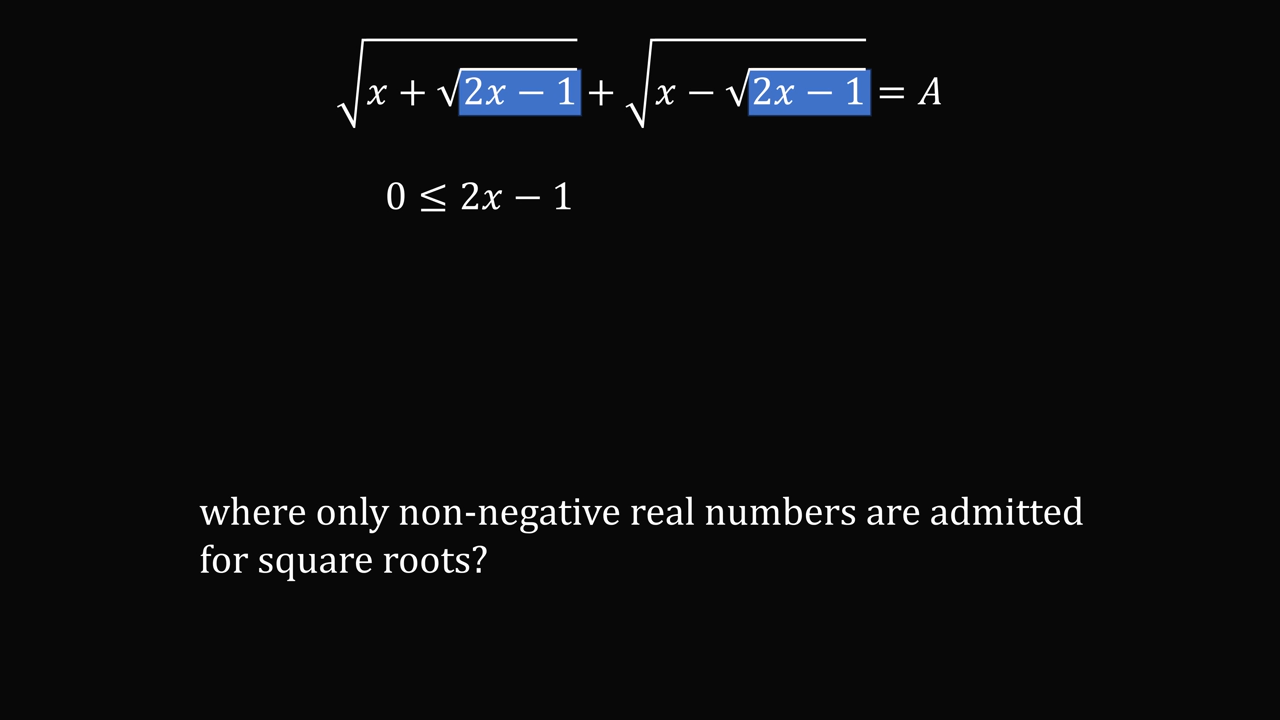 √(x + √(2x − 1)) + √(x − √(2x − 1)) = A
0 ≤ 2x − 1
where only non-negative real numbers are admitted
for square roots?